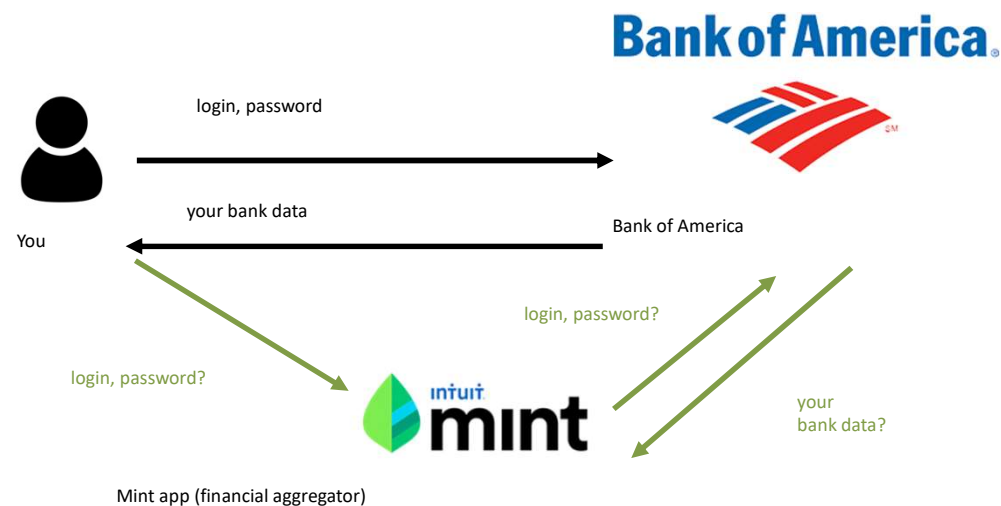 Bank of America®
login, password
SM
your bank data
You
Bank of America
login, password?
login, password?
your
bank data?
intuit
mint
Mint app (financial aggregator)